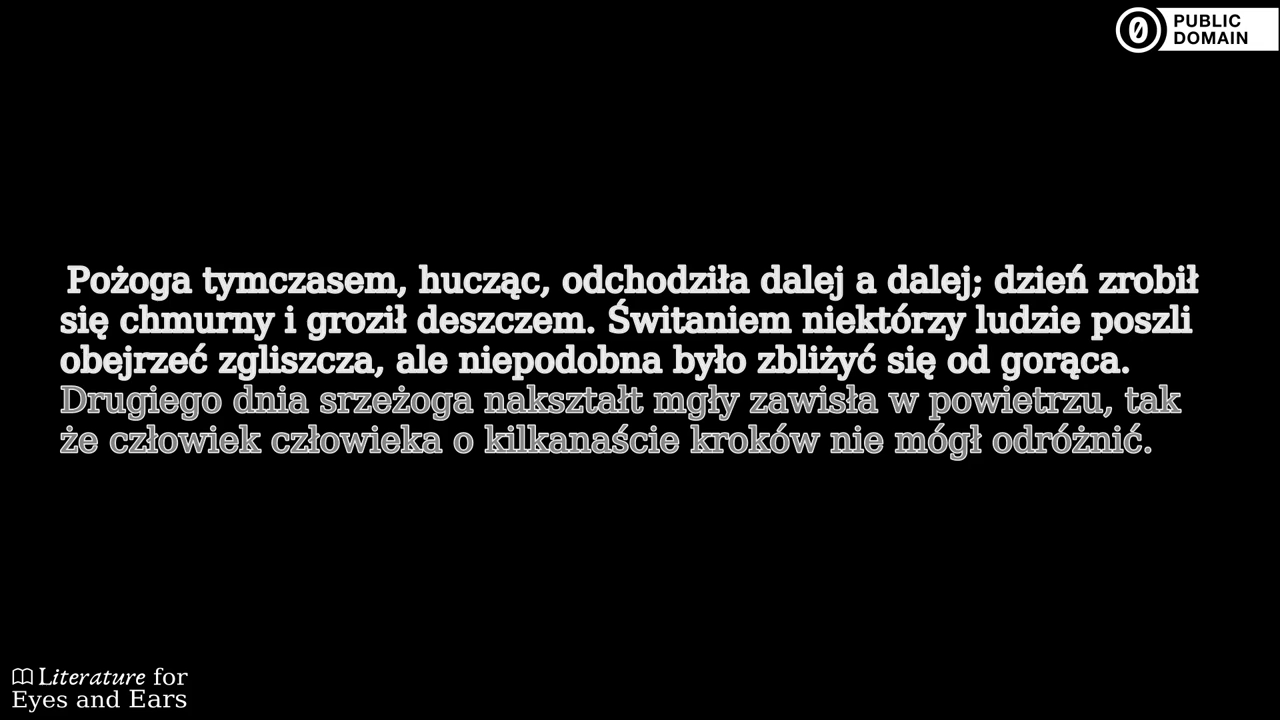 PUBLIC
DOMAIN
Pożoga tymczasem, hucząc, odchodziła dalej a dalej; dzień zrobił
się chmurny i groził deszczem. Świtaniem niektórzy ludzie poszli
obejrzeć zgliszcza, ale niepodobna było zbliżyć się od gorąca.
Drugiego dnia srzeżoga nakształt mgły zawisła w powietrzu, tak
że człowiek człowieka o kilkanaście kroków nie mógł odróżnić.
Literature for
Eyes and Ears